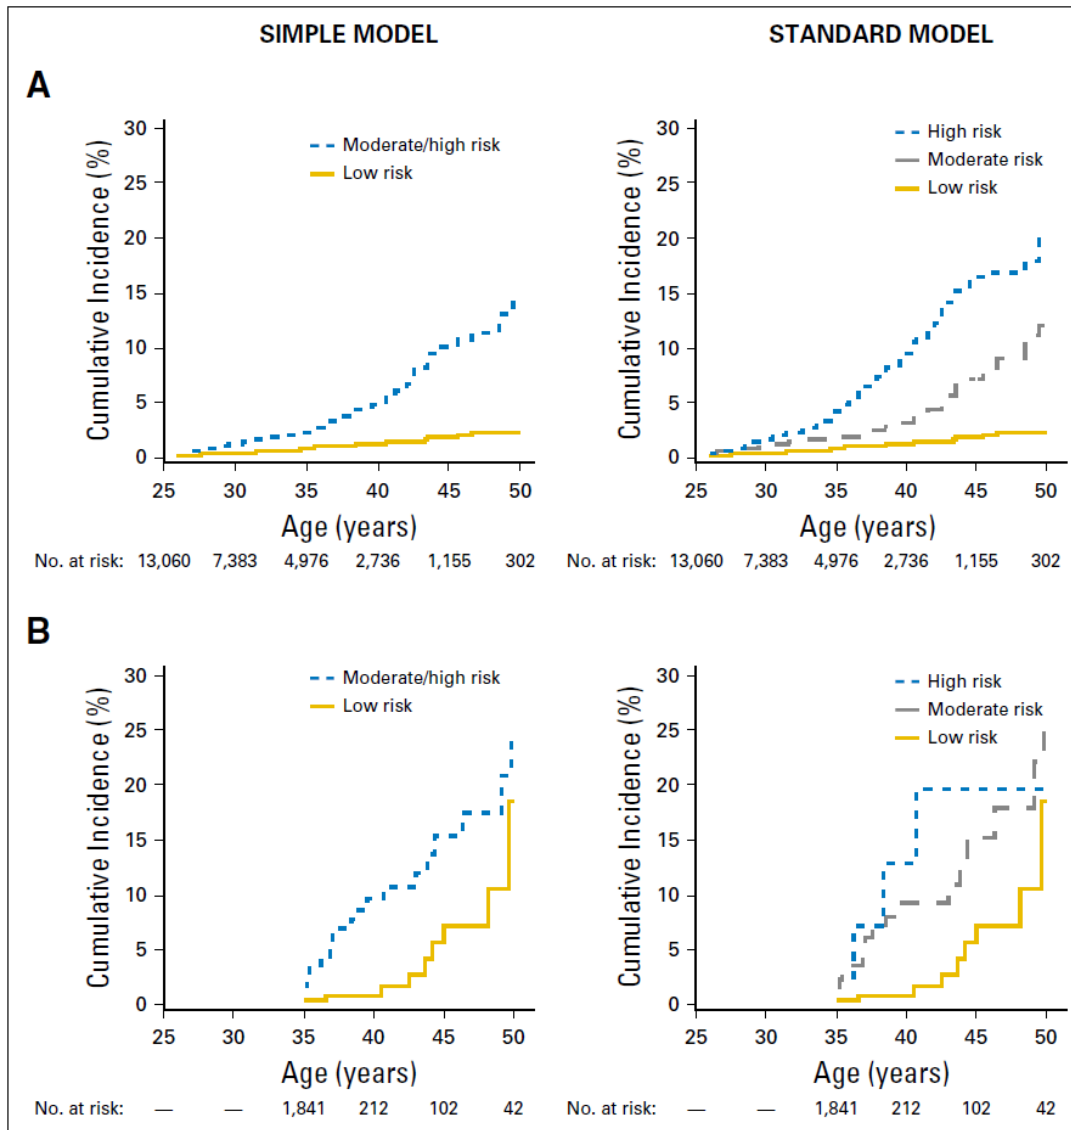 SIMPLE MODEL
STANDARD MODEL
A
Cumulative Incidence (%)
30
25
20
15
10
5
0
Moderate/high risk
Low risk
25 30 35 40 45 50
Age (years)
No. at risk: 13,060 7,383 4,976 2,736 1,155 302
Cumulative Incidence (%)
30
25
20
15
10
5
0
High risk
Moderate risk
Low risk
25 30 35 40 45 50
Age (years)
No. at risk: 13,060 7,383 4,976 2,736 1,155 302
B
Cumulative Incidence (%)
30
25
20
15
10
5
0
Moderate/high risk
Low risk
25 30 35 40 45 50
Age (years)
No. at risk: — — 1,841 212 102 42
Cumulative Incidence (%)
30
25
20
15
10
5
0
High risk
Moderate risk
Low risk
25 30 35 40 45 50
Age (years)
No. at risk: — — 1,841 212 102 42